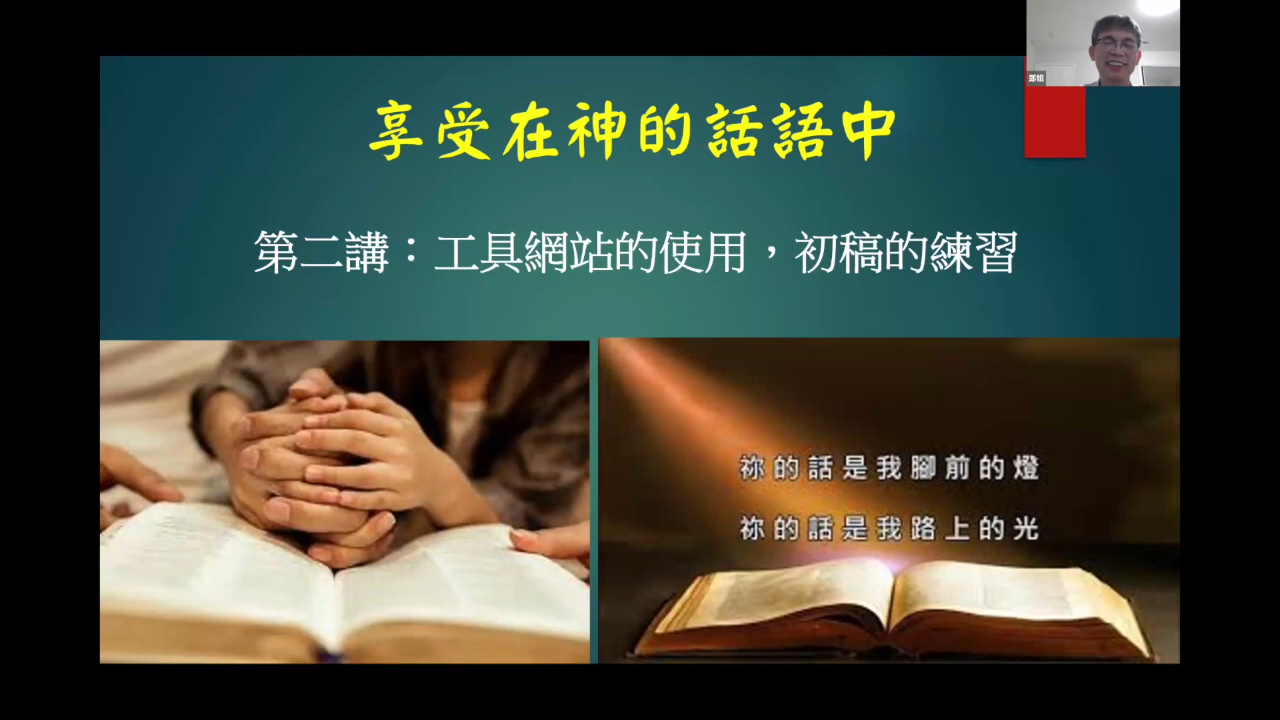 享受在神的話語中
第二講：工具網站的使用，初稿的練習
祢的話是我腳前的燈
祢的話是我路上的光